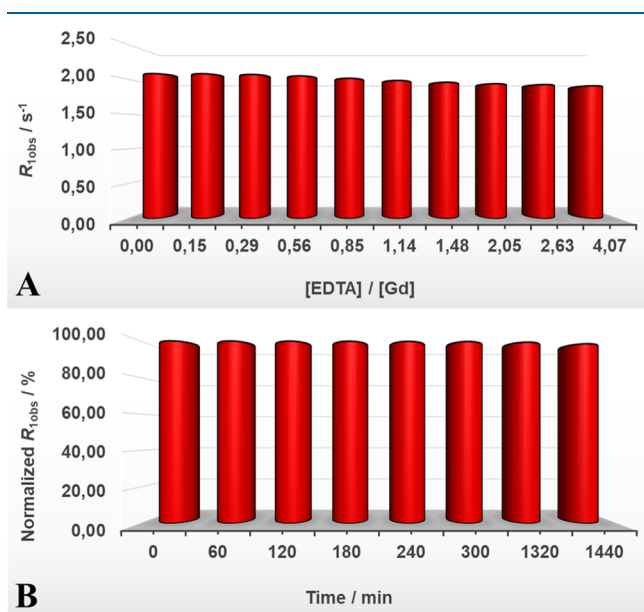 2,50
2,00
1,50
1,00
0,50
0,00
R1obs / s-1
0,00 0,15 0,29 0,56 0,85 1,14 1,48 2,05 2,63 4,07
[EDTA] / [Gd]
A
100,00
80,00
60,00
40,00
20,00
0,00
Normalized R1obs / %
0 60 120 180 240 300 1320 1440
Time / min
B